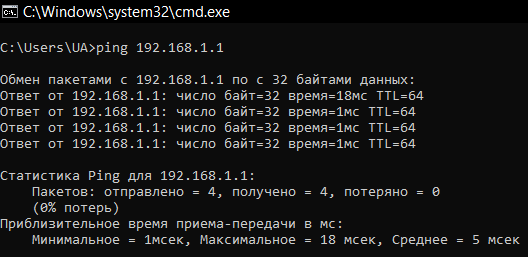 C:\Windows\system32\cmd.exe
C:\Users\UA>ping 192.168.1.1
Обмен пакетами с 192.168.1.1 по с 32 байтами данных:
Ответ от 192.168.1.1: число байт=32 время=18мс TTL=64
Ответ от 192.168.1.1: число байт=32 время=1мс TTL=64
Ответ от 192.168.1.1: число байт=32 время=1мс TTL=64
Ответ от 192.168.1.1: число байт=32 время=1мс TTL=64
Статистика Ping для 192.168.1.1:
Пакетов: отправлено = 4, получено = 4, потеряно = 0
(0% потерь)
Приблизительное время приема-передачи в мс:
Минимальное = 1мсек, Максимальное = 18 мсек, Среднее = 5 мсек